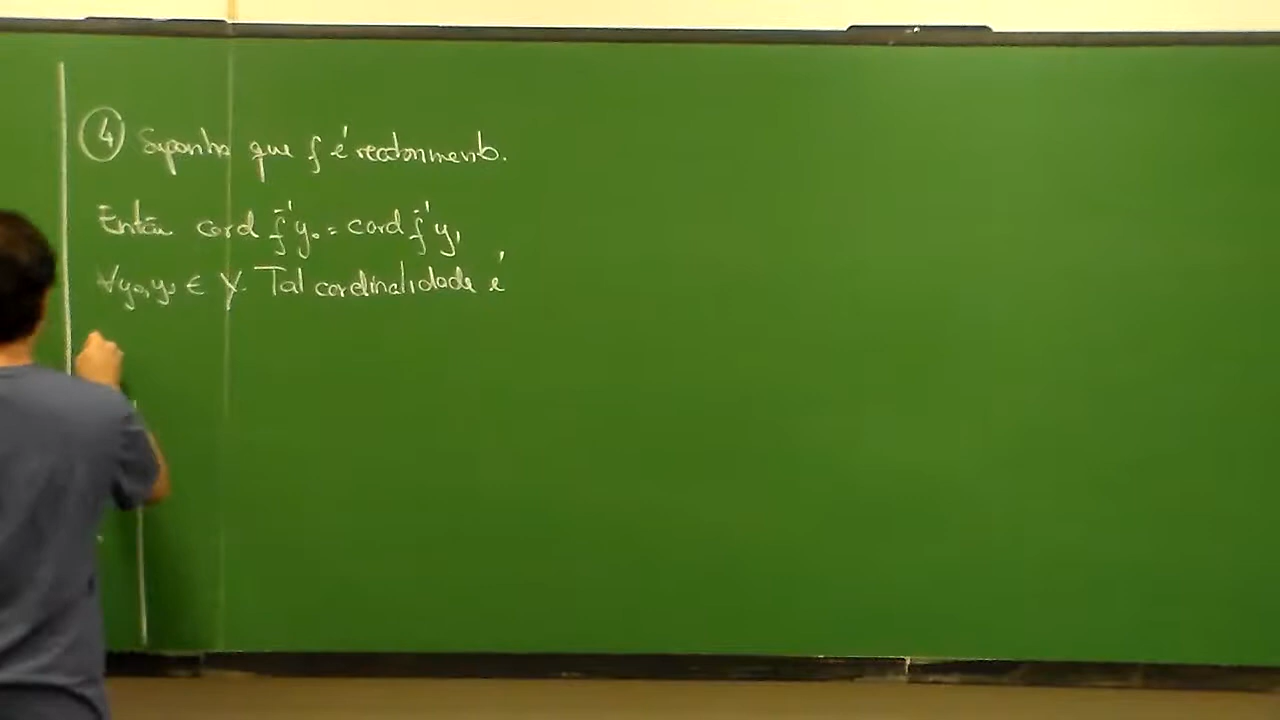 ④ Suponha que f é recobrimento.
Então card f⁻¹y₀ = card f⁻¹y₁
∀y₀,y₁ ∈ Y. Tal cardinalidade é